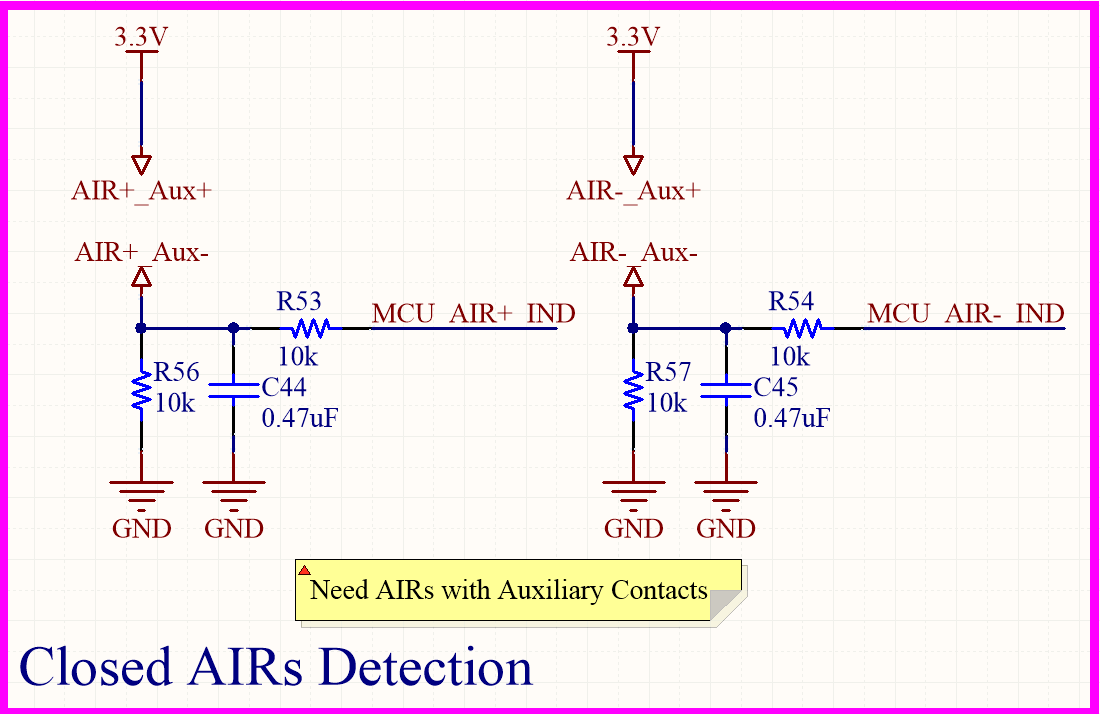 3.3V
3.3V
AIR+_Aux+
AIR-_Aux+
AIR+_Aux-
AIR-_Aux-
R53
MCU_AIR+_IND
R54
MCU_AIR-_IND
10k
10k
R56
10k
C44
0.47uF
R57
10k
C45
0.47uF
GND
GND
GND
GND
Need AIRs with Auxiliary Contacts
Closed AIRs Detection